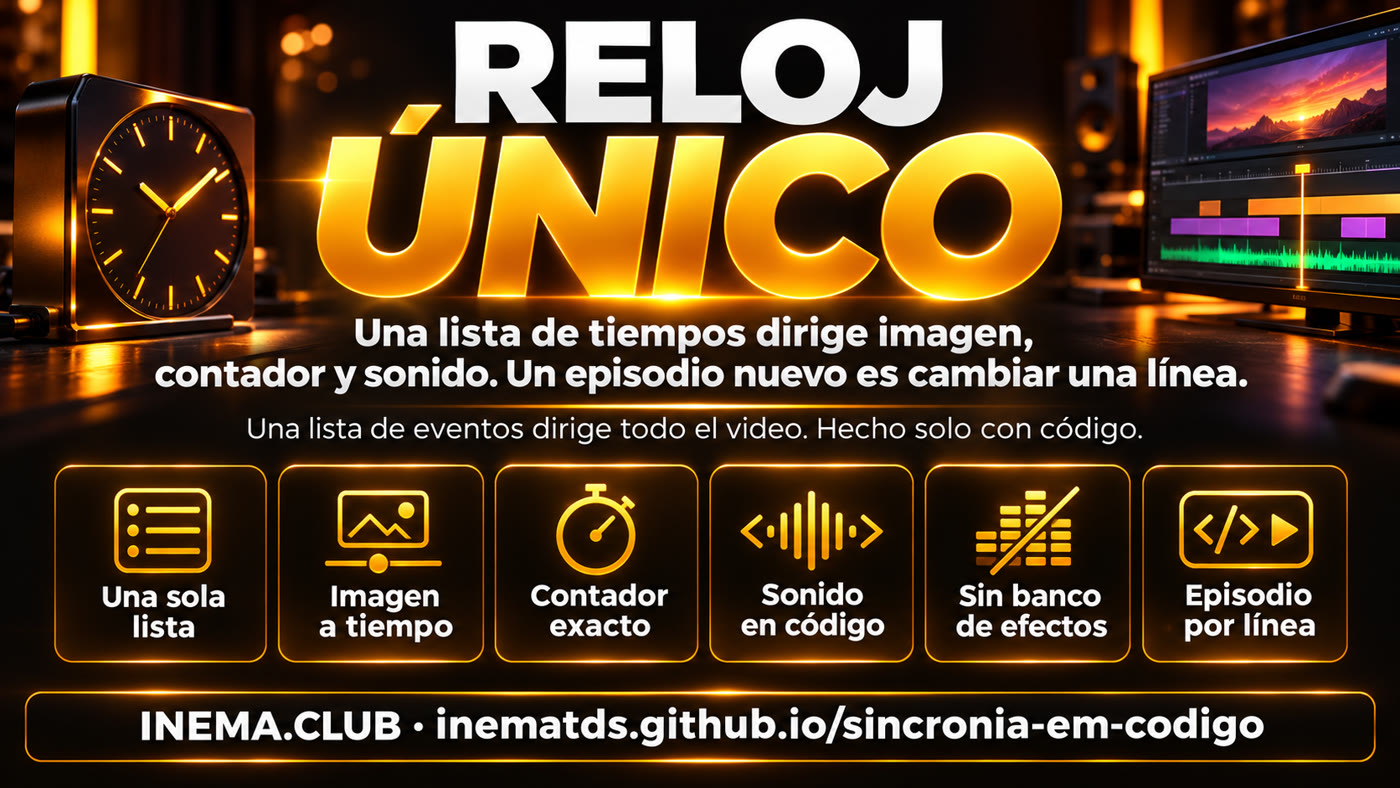 RELOJ
ÚNICO
Una lista de tiempos dirige imagen,
contador y sonido. Un episodio nuevo es cambiar una línea.
Una lista de eventos dirige todo el video. Hecho solo con código.
Una sola
lista
Imagen
a tiempo
Contador
exacto
Sonido
en código
Sin banco
de efectos
Episodio
por línea
INEMA.CLUB · inematds.github.io/sincronia-em-codigo